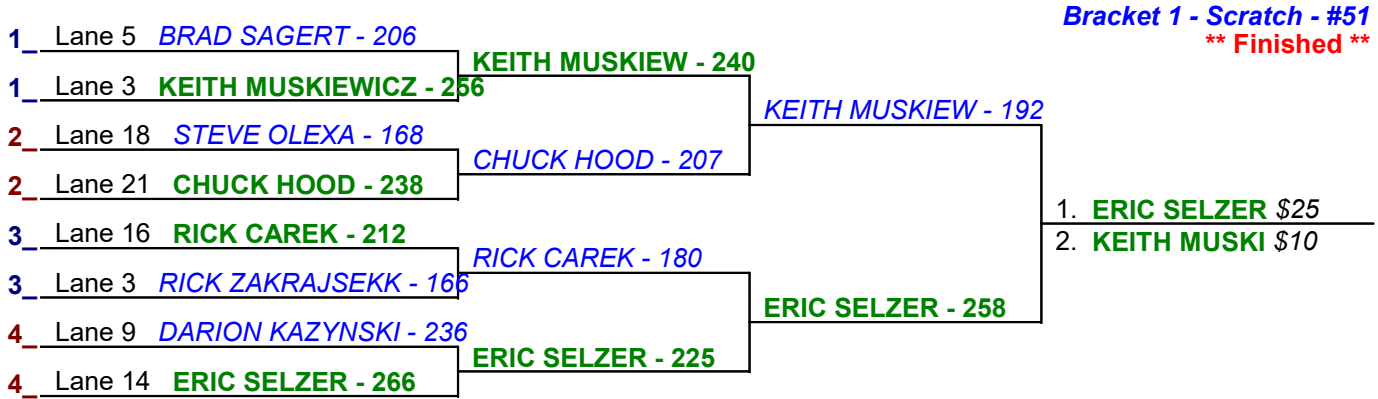 Bracket 1 - Scratch - #51
** Finished **
1_ Lane 5 BRAD SAGERT - 206
1_ Lane 3 KEITH MUSKIEWICZ - 256
2_ Lane 18 STEVE OLEXA - 168
2_ Lane 21 CHUCK HOOD - 238
3_ Lane 16 RICK CAREK - 212
3_ Lane 3 RICK ZAKRAJSEKK - 166
4_ Lane 9 DARION KAZYNSKI - 236
4_ Lane 14 ERIC SELZER - 266
KEITH MUSKIEW - 240
CHUCK HOOD - 207
RICK CAREK - 180
ERIC SELZER - 225
KEITH MUSKIEW - 192
ERIC SELZER - 258
1. ERIC SELZER $25
2. KEITH MUSKI $10